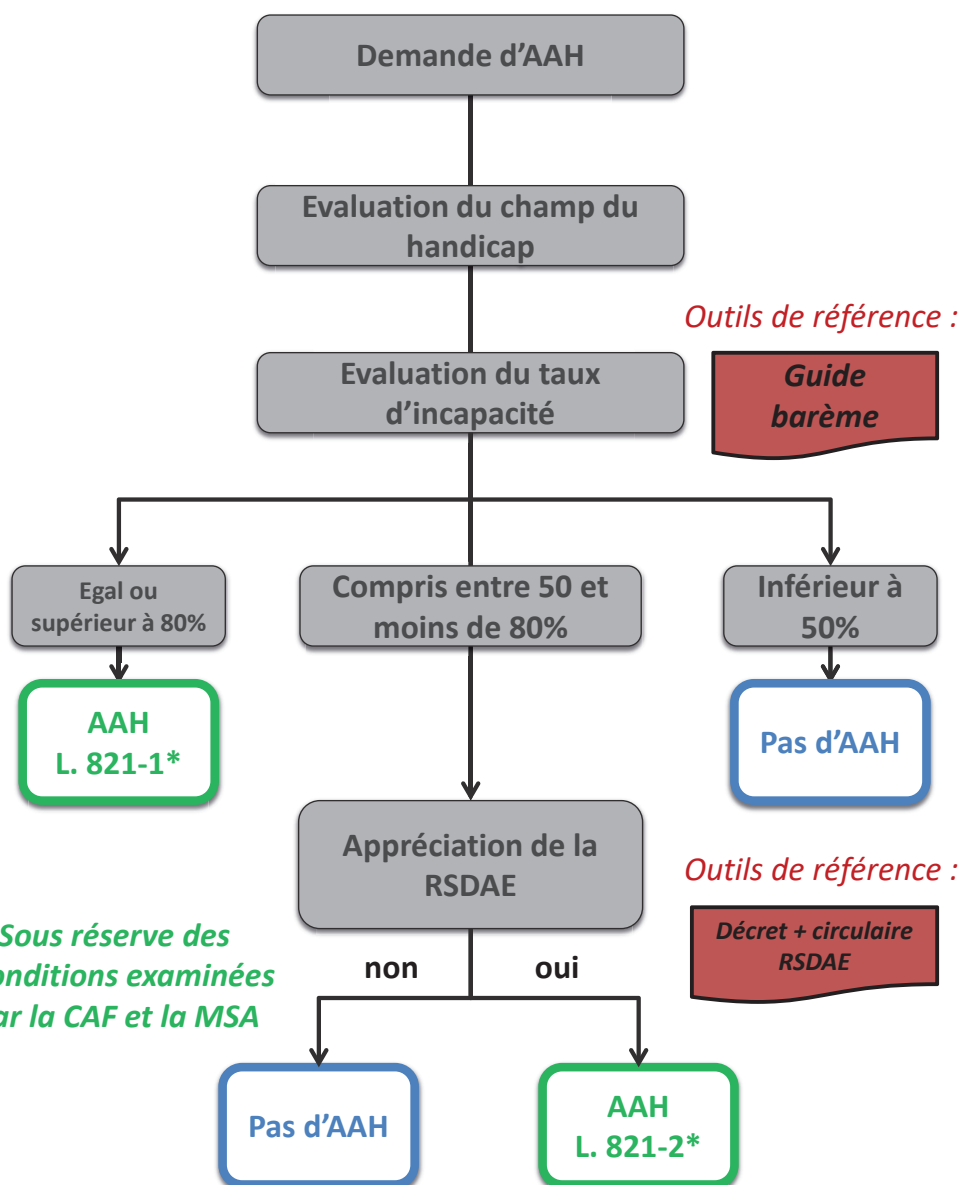 Demande d'AAH
Evaluation du champ du
handicap
Outils de référence :
Evaluation du taux
d'incapacité
Guide
barème
Egal ou
supérieur à 80%
Compris entre 50 et
moins de 80%
Inférieur à
50%
AAH
L. 821-1*
Pas d'AAH
Appréciation de la
RSDAE
Outils de référence :
Décret + circulaire
RSDAE
Sous réserve des
onditions examinées
ar la CAF et la MSA
non
oui
Pas d'AAH
AAH
L. 821-2*